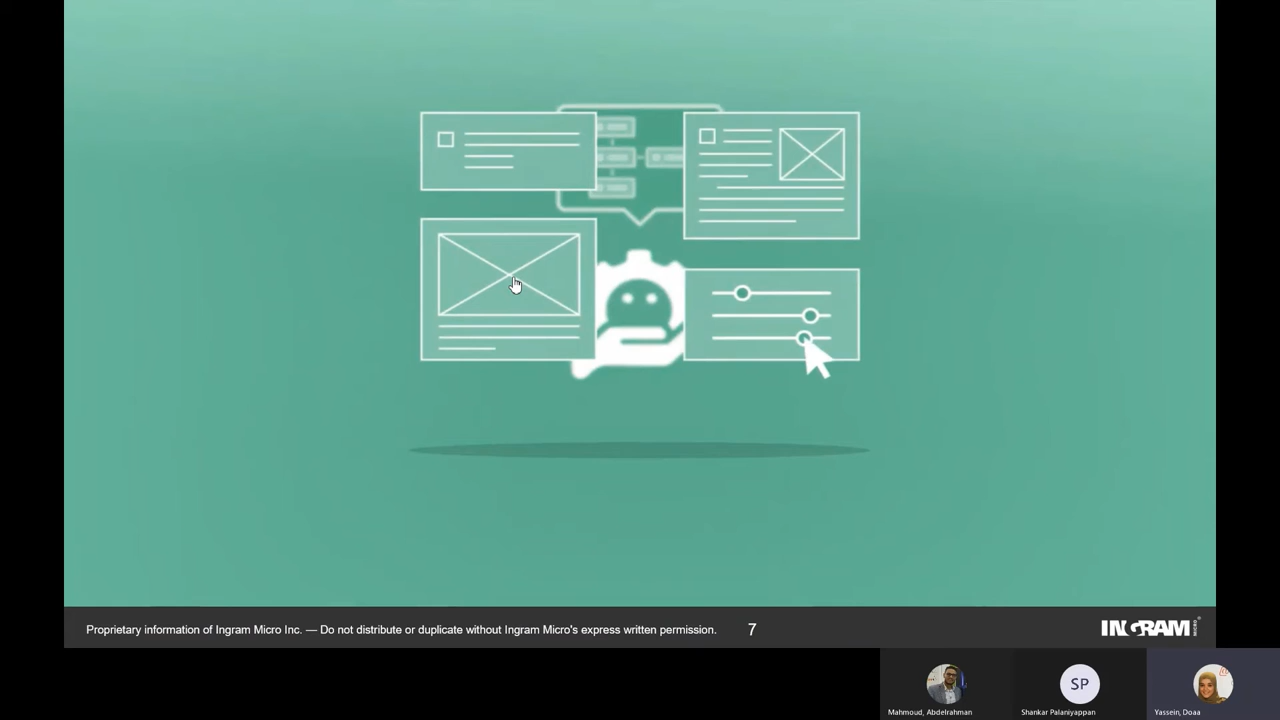 Proprietary information of Ingram Micro Inc. — Do not distribute or duplicate without Ingram Micro's express written permission.
7
INGRAM MICRO®
SP
Mahmoud, Abdelrahman
Shankar Palaniyappan
Yassein, Doaa